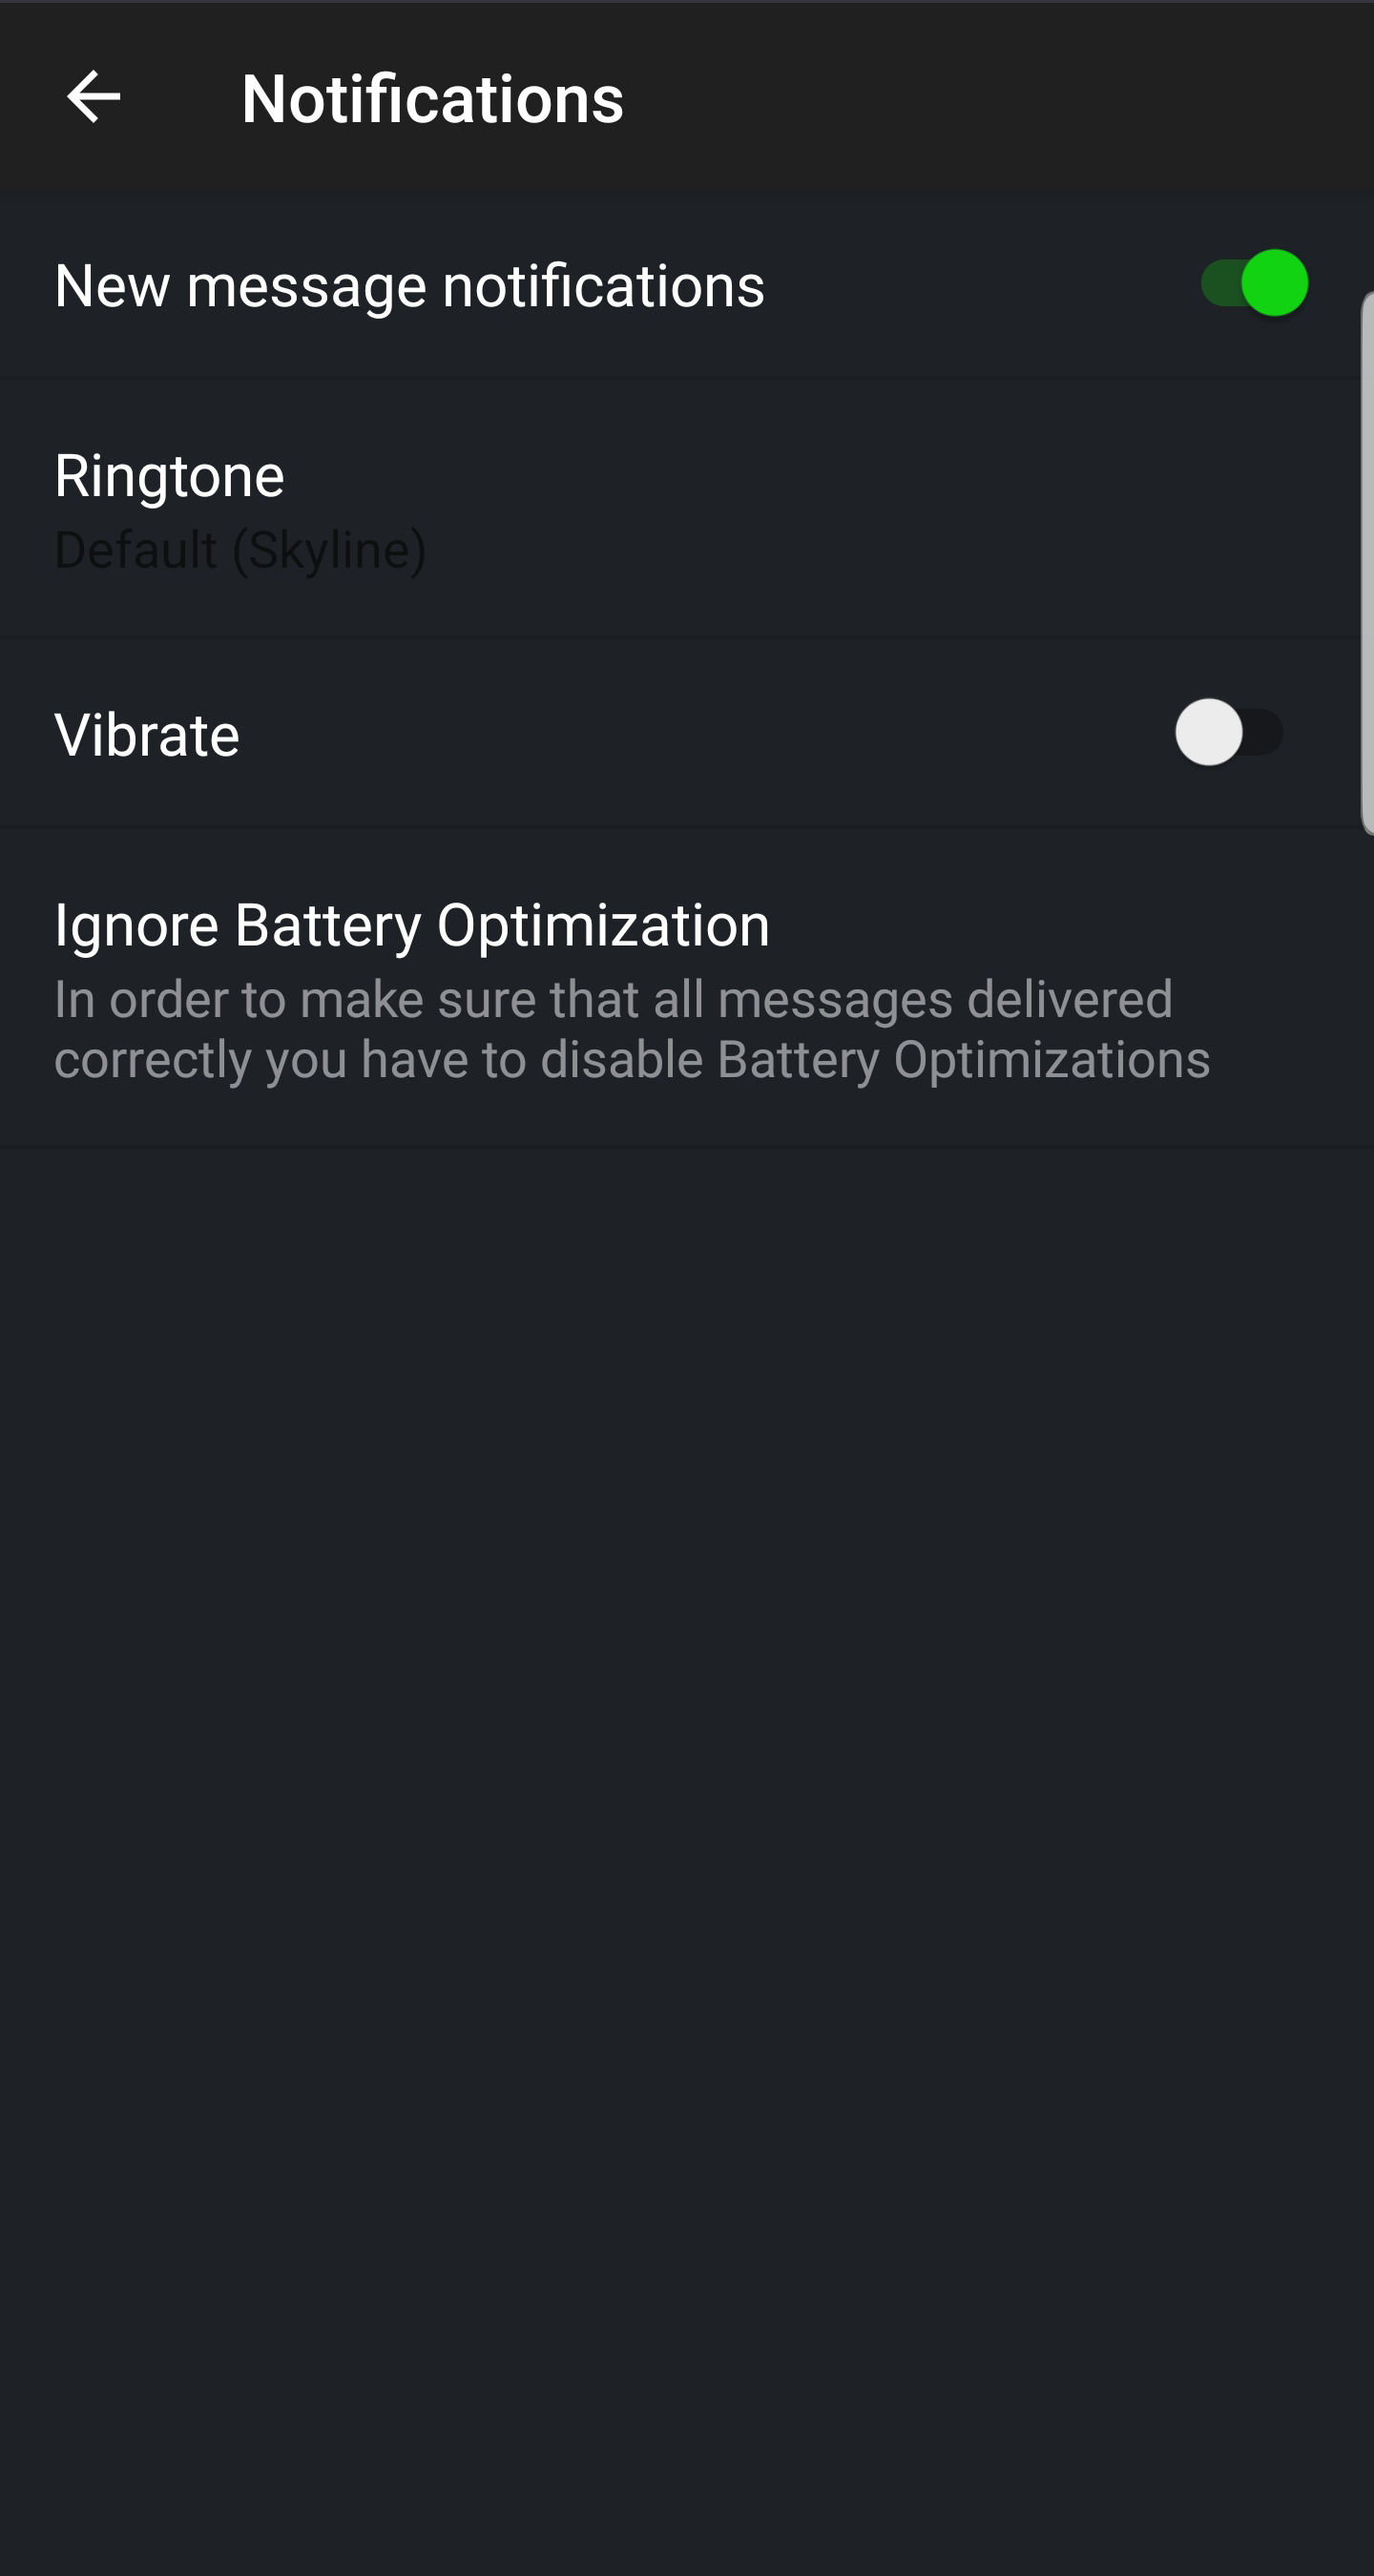 Notifications
New message notifications
Ringtone
Default (Skyline)
Vibrate
Ignore Battery Optimization
In order to make sure that all messages delivered
correctly you have to disable Battery Optimizations